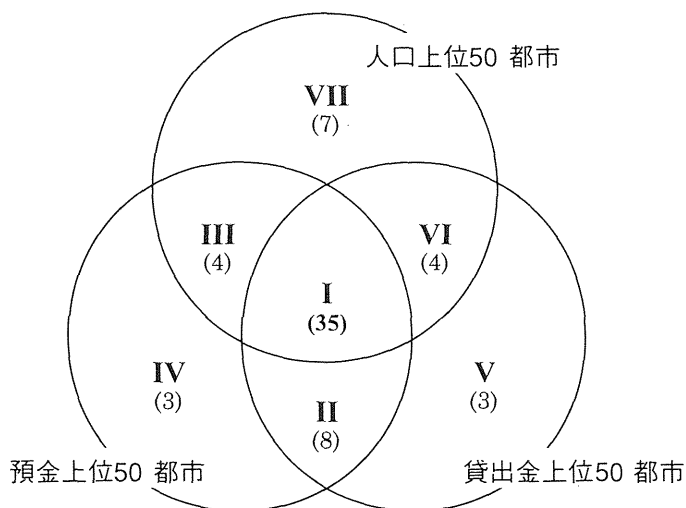 人口上位50 都市
VII
(7)
III
(4)
VI
(4)
I
(35)
IV
(3)
V
(3)
II
(8)
預金上位50 都市
貸出金上位50 都市